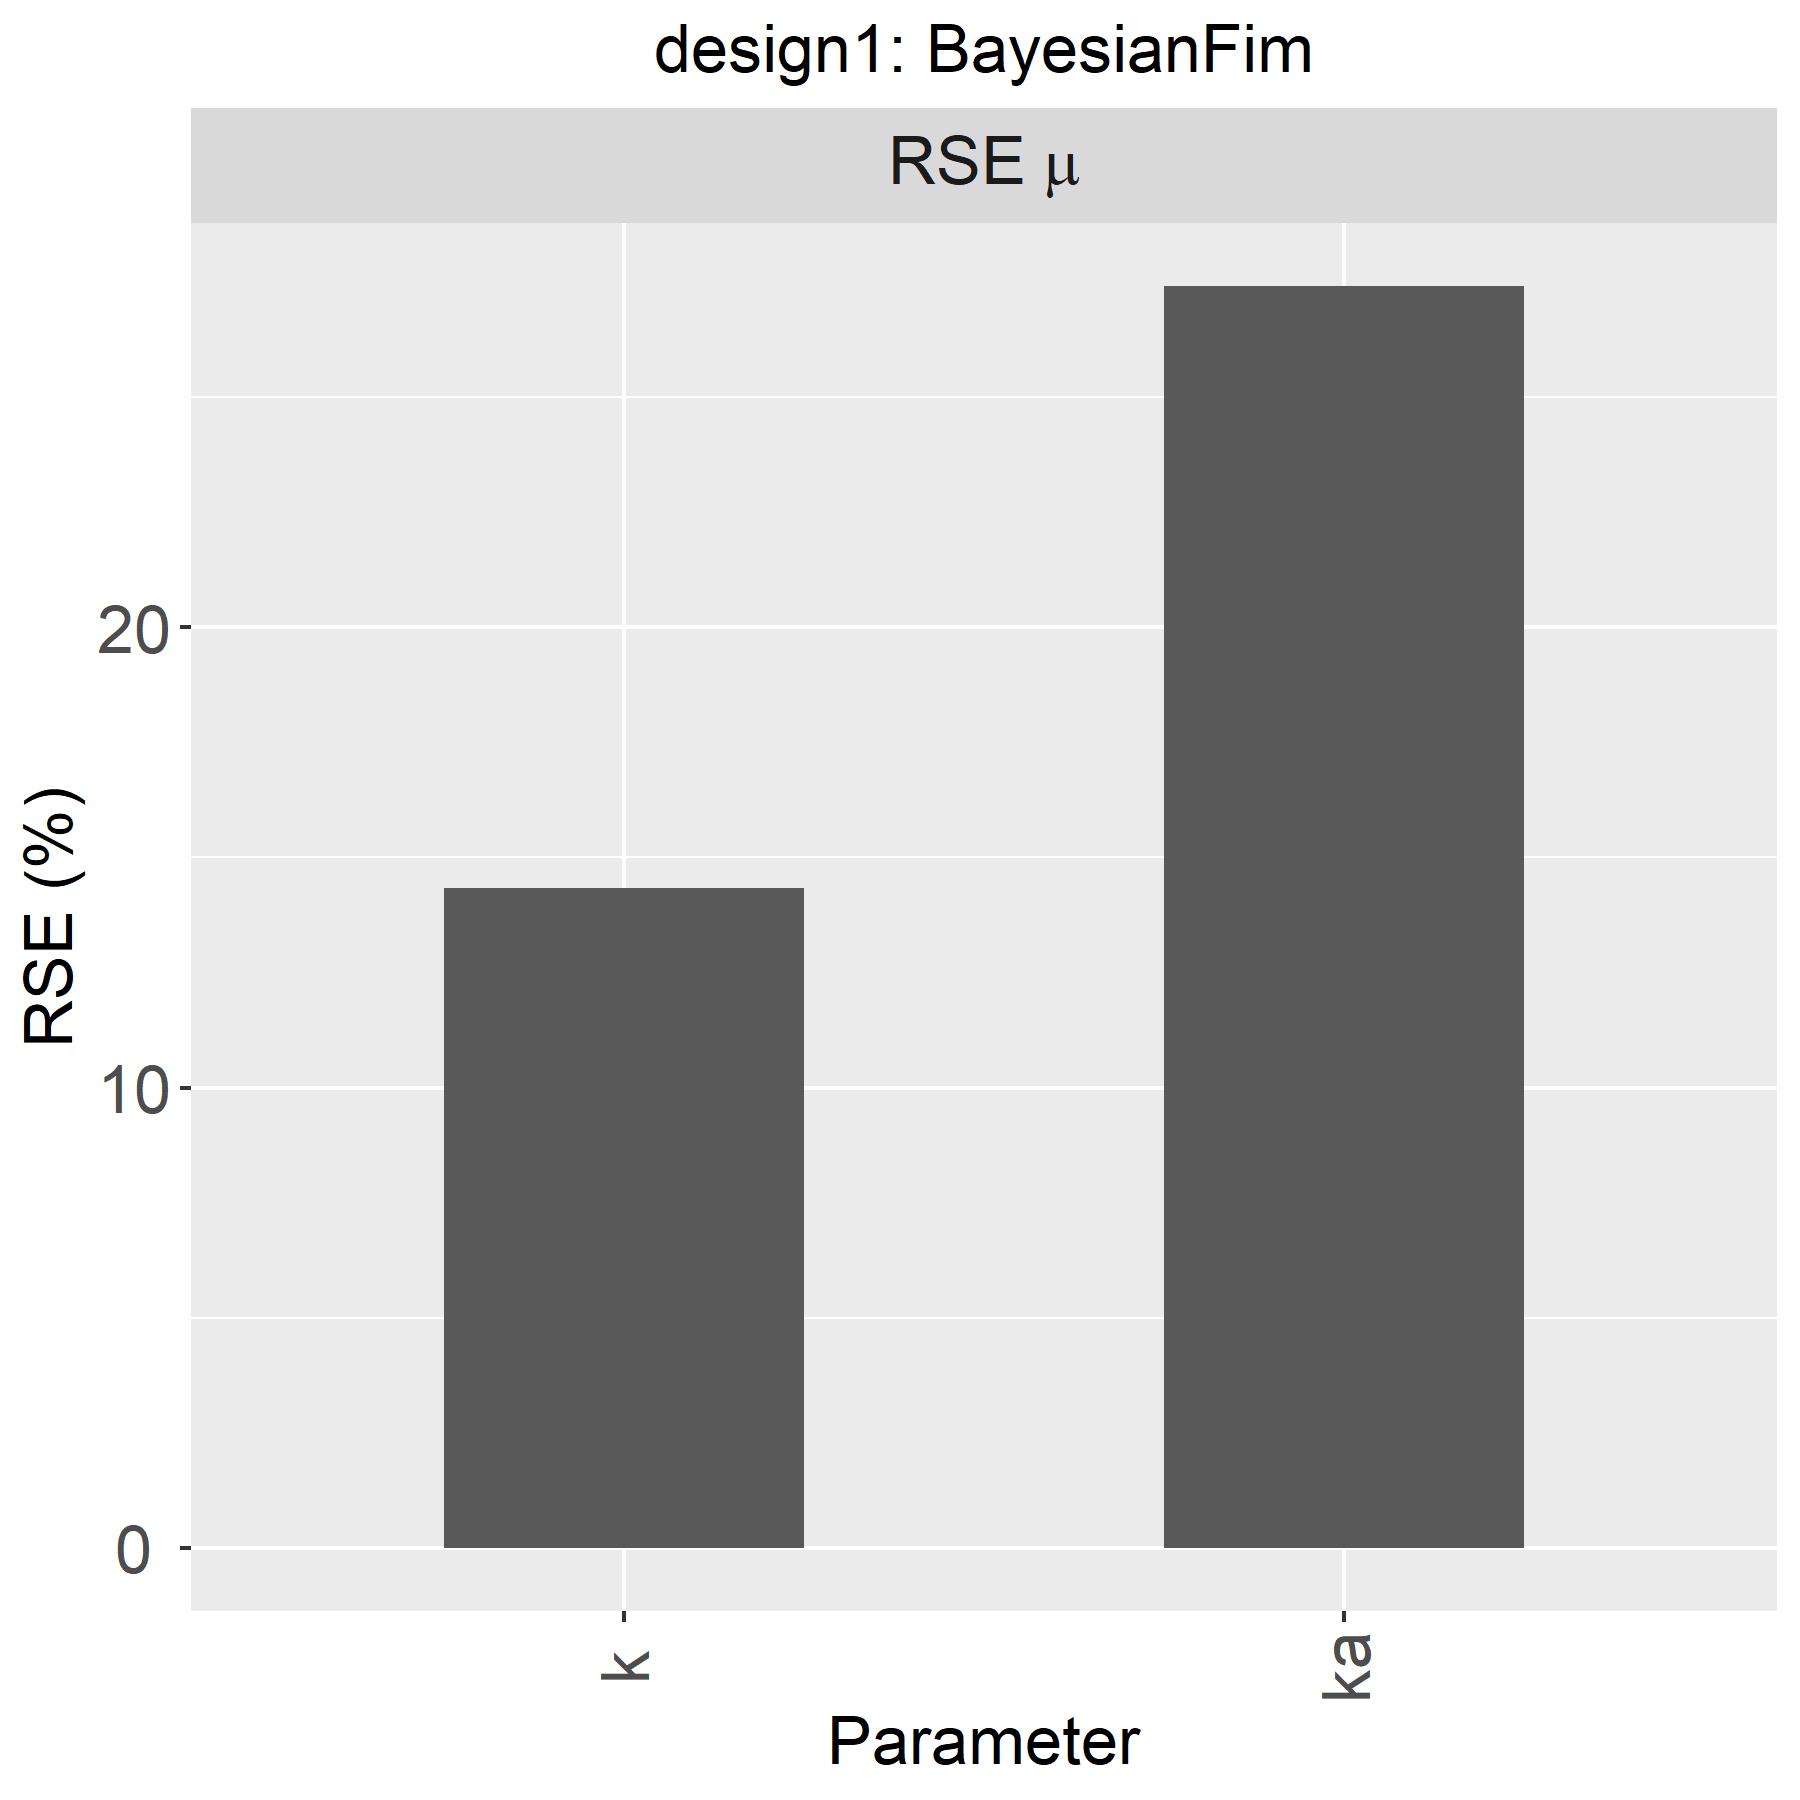 design1: BayesianFim
RSE μ
20
10
0
RSE (%)
k
ka
Parameter